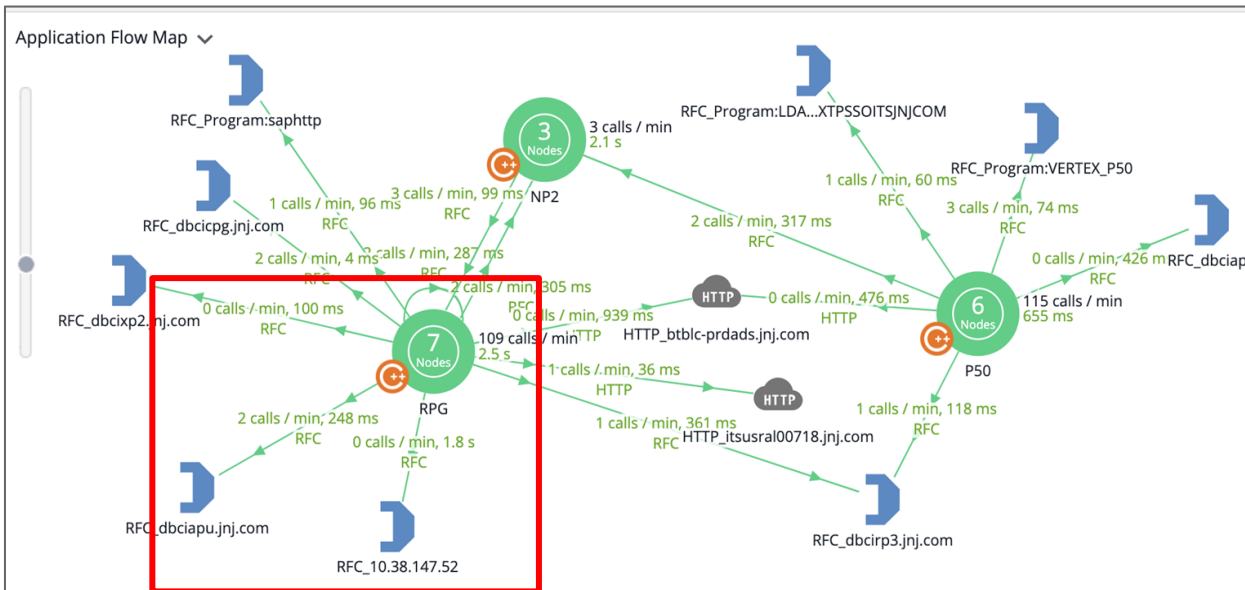 Application Flow Map
RFC_Program:saphttp
3
Nodes
3 calls / min
2.1 s
NP2
RFC_Program:LDA...XTPSSOITSJNJCOM
RFC_Program:VERTEX_P50
1 calls / min, 60 ms
RFC
3 calls / min, 74 ms
RFC
RFC_dbcicpg.jnj.com
1 calls / min, 96 ms
RFC
3 calls / min, 99 ms
RFC
2 calls / min, 317 ms
RFC
2 calls / min, 4 ms
RFC
calls / min, 287 ms
RFC
0 calls / min, 426 m
RFC
RFC_dbciap
RFC_dbcixp2.jnj.com
0 calls / min, 100 ms
RFC
2 calls / min, 305 ms
RFC
0 calls / min, 939 ms
HTTP
HTTP
HTTP_btblc-prdads.jnj.com
0 calls / min, 476 ms
HTTP
6
Nodes
115 calls / min
655 ms
P50
7
Nodes
109 calls / min
2.5 s
RPG
1 calls / min, 36 ms
HTTP
HTTP
HTTP_itsusral00718.jnj.com
1 calls / min, 361 ms
RFC
1 calls / min, 118 ms
RFC
2 calls / min, 248 ms
RFC
0 calls / min, 1.8 s
RFC
RFC_dbciapu.jnj.com
RFC_10.38.147.52
RFC_dbcirp3.jnj.com